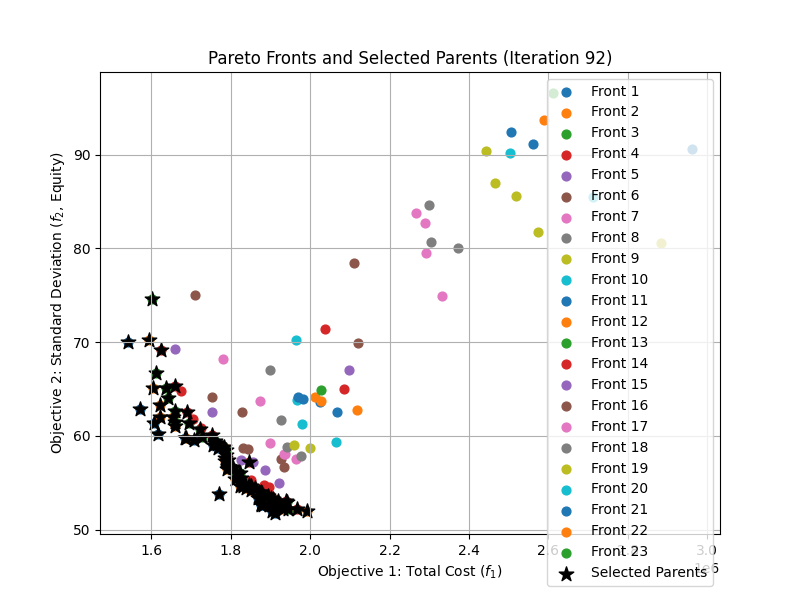 Pareto Fronts and Selected Parents (Iteration 92)
Objective 2: Standard Deviation (f₂, Equity)
90
80
70
60
50
1.6
1.8
2.0
2.2
2.4
2.6
2.8
3.0
1e6
Objective 1: Total Cost (f₁)
Front 1
Front 2
Front 3
Front 4
Front 5
Front 6
Front 7
Front 8
Front 9
Front 10
Front 11
Front 12
Front 13
Front 14
Front 15
Front 16
Front 17
Front 18
Front 19
Front 20
Front 21
Front 22
Front 23
Selected Parents